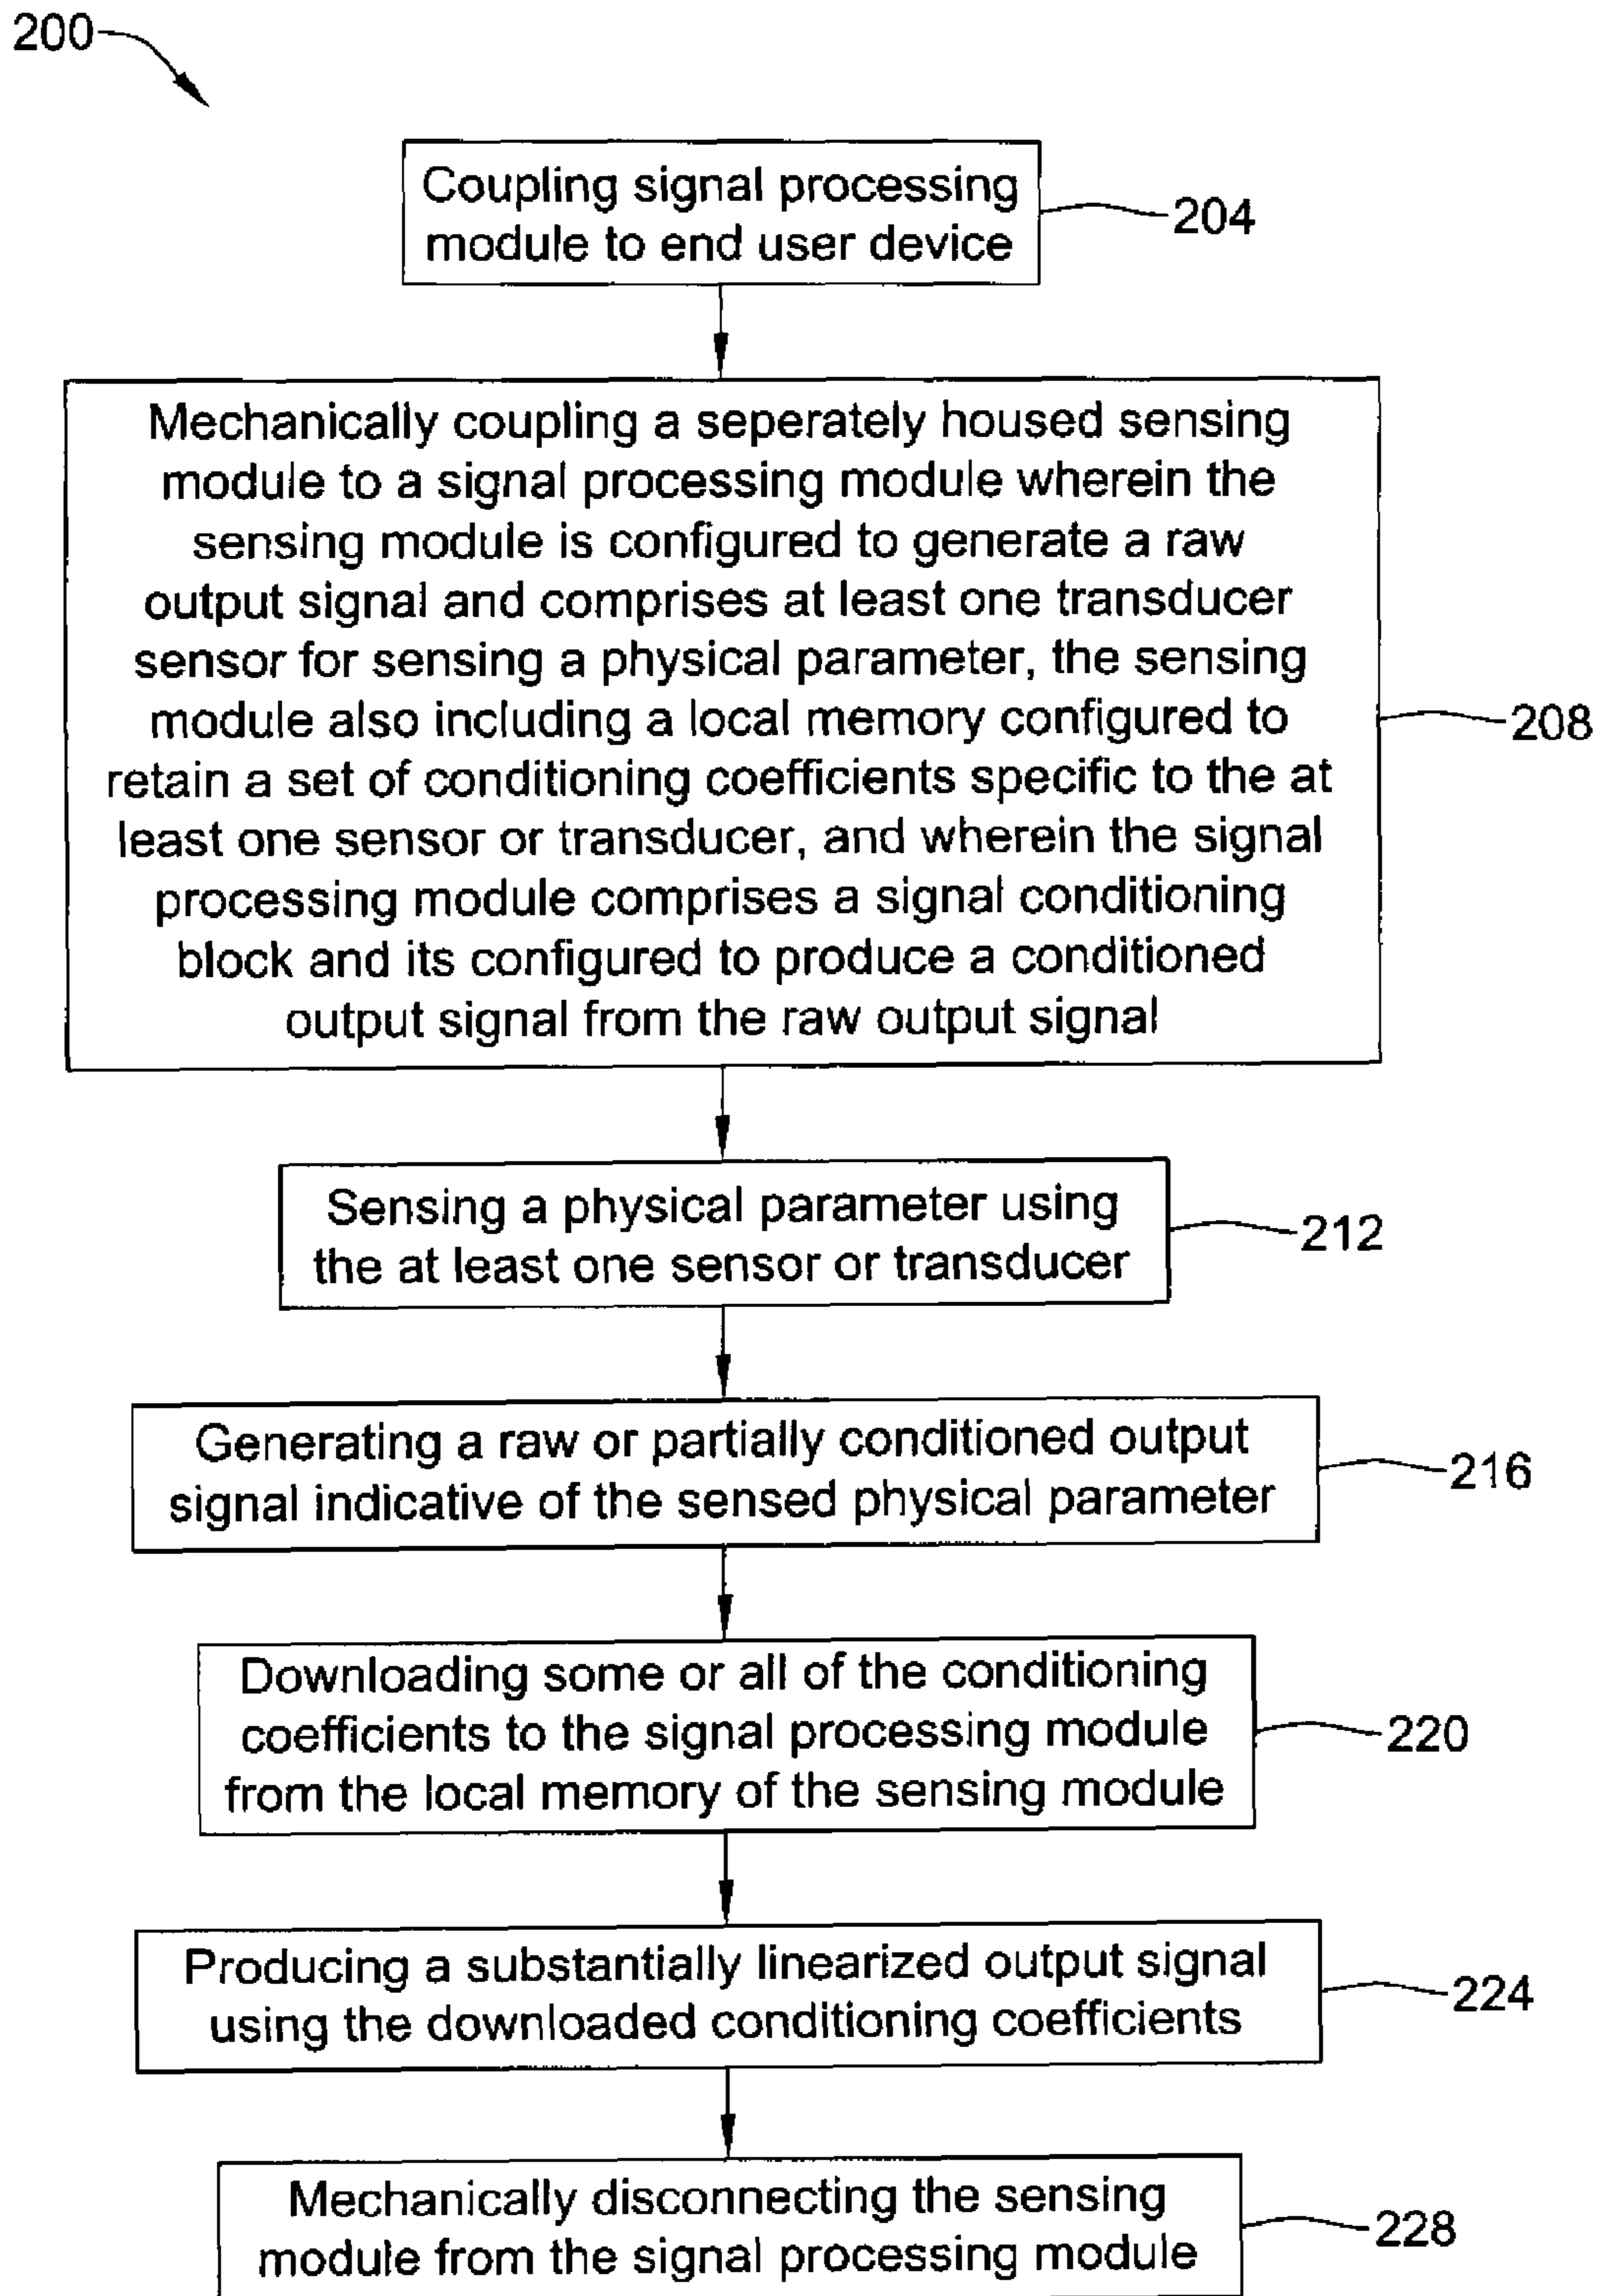 200
Coupling signal processing
module to end user device
204
Mechanically coupling a seperately housed sensing
module to a signal processing module wherein the
sensing module is configured to generate a raw
output signal and comprises at least one transducer
sensor for sensing a physical parameter, the sensing
module also including a local memory configured to
retain a set of conditioning coefficients specific to the at
least one sensor or transducer, and wherein the signal
processing module comprises a signal conditioning
block and its configured to produce a conditioned
output signal from the raw output signal
208
Sensing a physical parameter using
the at least one sensor or transducer
212
Generating a raw or partially conditioned output
signal indicative of the sensed physical parameter
216
Downloading some or all of the conditioning
coefficients to the signal processing module
from the local memory of the sensing module
220
Producing a substantially linearized output signal
using the downloaded conditioning coefficients
224
Mechanically disconnecting the sensing
module from the signal processing module
228